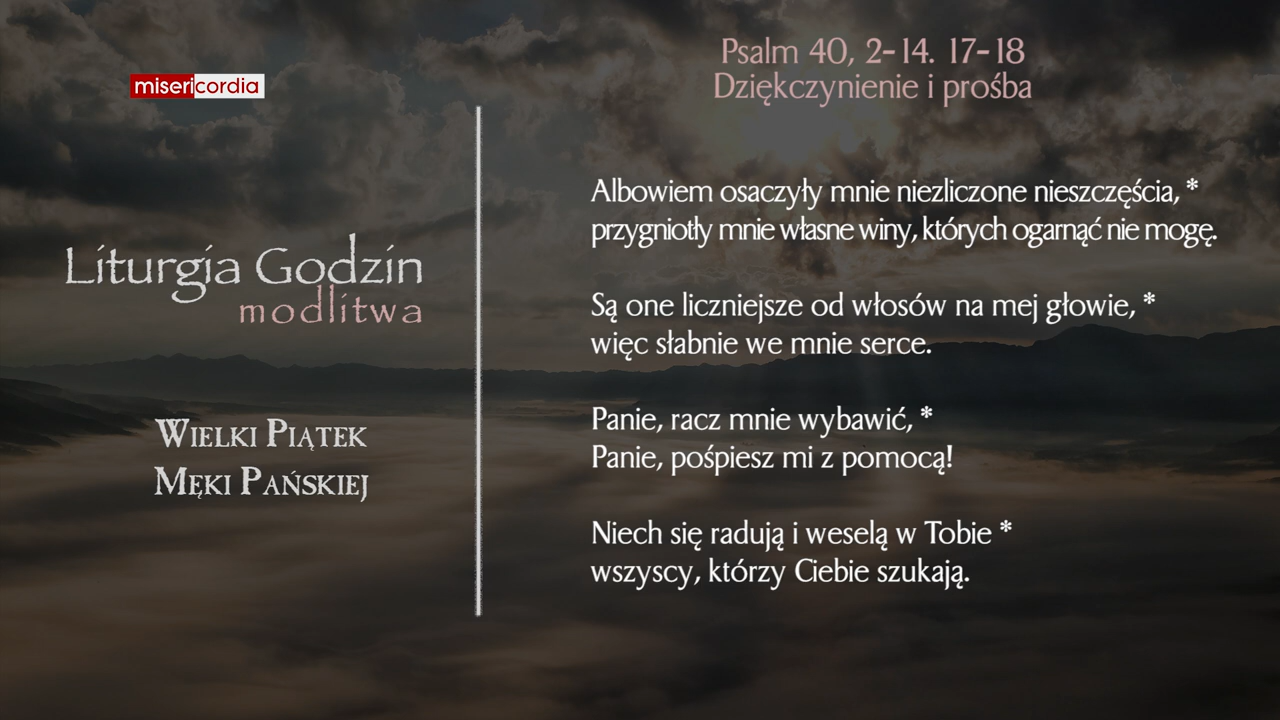 misericordia
Liturgia Godzin
modlitwa
Wielki Piątek
Męki Pańskiej
Psalm 40, 2-14. 17-18
Dziękczynienie i prośba
Albowiem osaczyły mnie niezliczone nieszczęścia, *
przygniotły mnie własne winy, których ogarnąć nie mogę.
Są one liczniejsze od włosów na mej głowie, *
więc słabnie we mnie serce.
Panie, racz mnie wybawić, *
Panie, pośpiesz mi z pomocą!
Niech się radują i weselą w Tobie *
wszyscy, którzy Ciebie szukają.